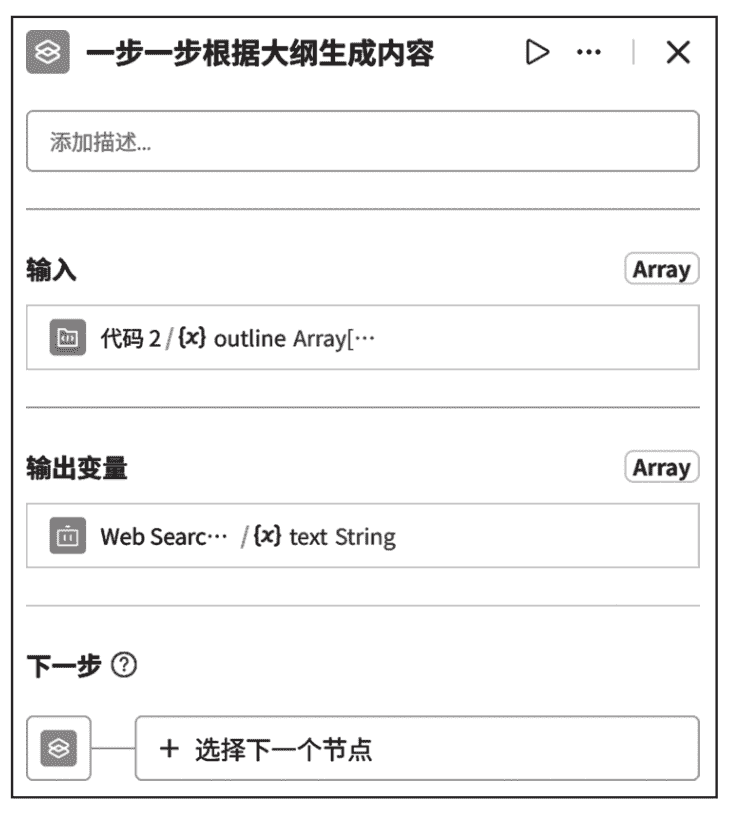 一步一步根据大纲生成内容
添加描述...
输入 Array
代码 2 / {x} outline Array[···
输出变量 Array
Web Searc··· / {x} text String
下一步 ?
+ 选择下一个节点